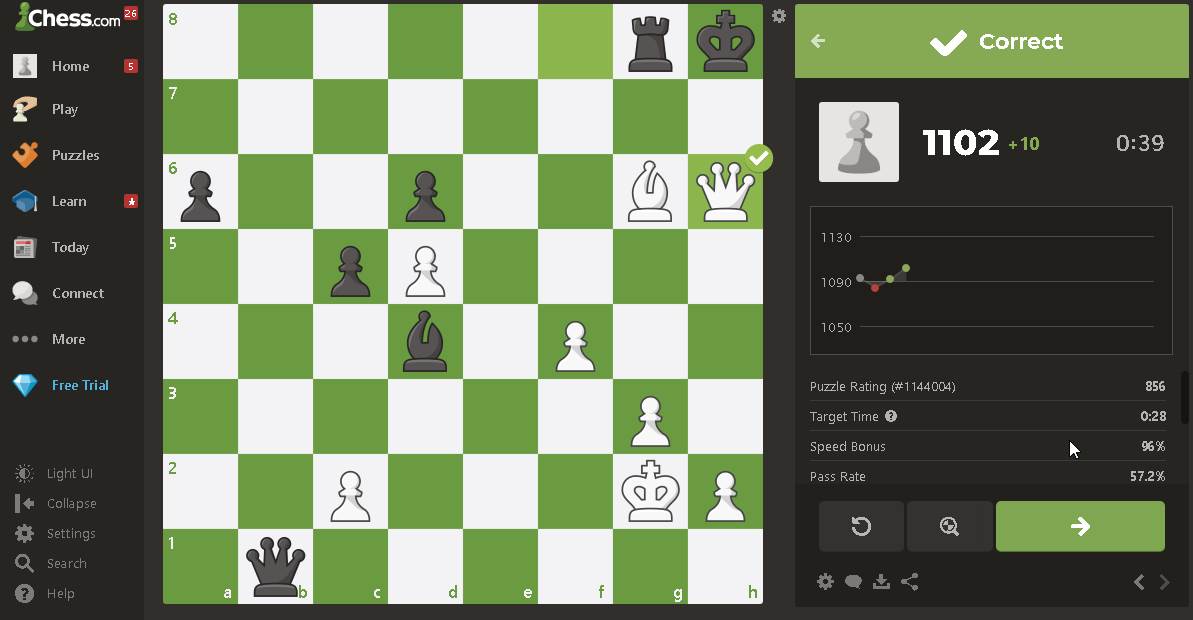 Chess.com 26
Home 5
Play
Puzzles
Learn
Today
Connect
More
Free Trial
Light UI
Collapse
Settings
Search
Help
8
7
6
5
4
3
2
1
a b c d e f g h
Correct
1102 +10 0:39
1130
1090
1050
Puzzle Rating (#1144004) 856
Target Time ? 0:28
Speed Bonus 96%
Pass Rate 57.2%